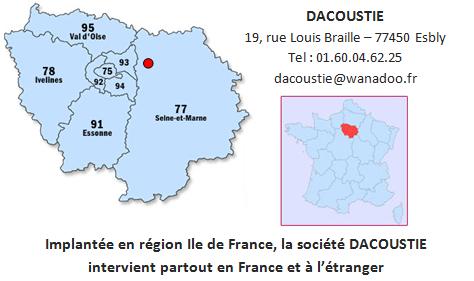 DACOUSTIE
19, rue Louis Braille – 77450 Esbly
Tel : 01.60.04.62.25
dacoustie@wanadoo.fr
95
Val d'Oise
78
Ivelines
93
75
92
94
77
Seine-et-Marne
91
Essonne
Implantée en région Ile de France, la société DACOUSTIE
intervient partout en France et à l’étranger